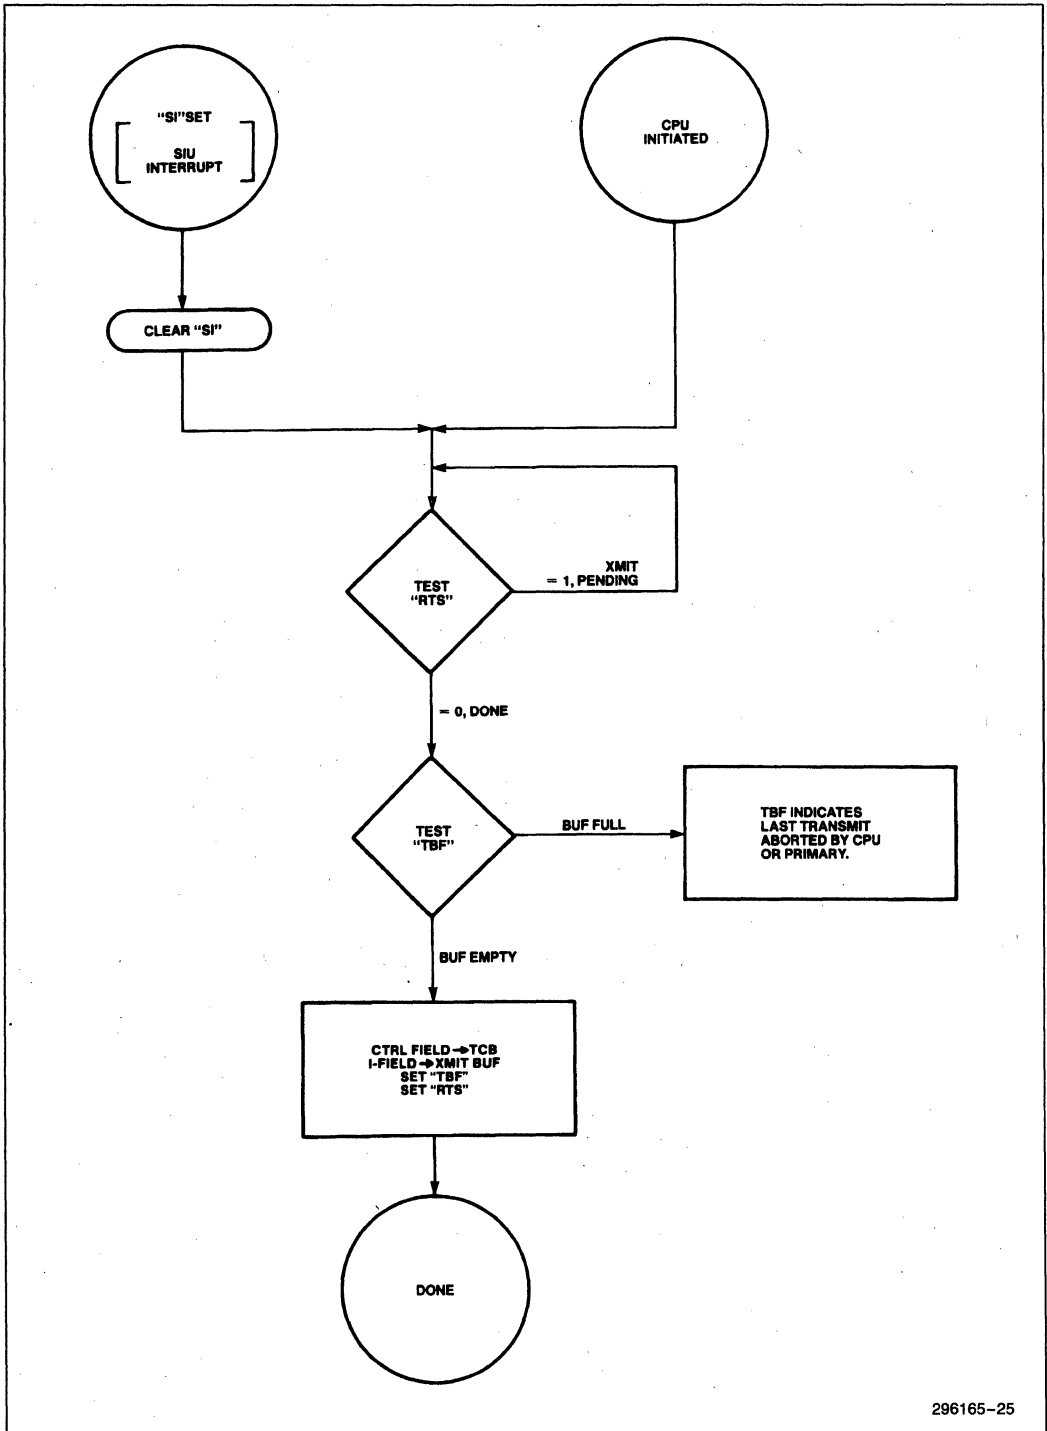 “SI”SET
SIU
INTERRUPT
CPU
INITIATED
CLEAR “SI”
XMIT
= 1, PENDING
TEST
“RTS”
= 0, DONE
TEST
“TBF”
BUF FULL
TBF INDICATES
LAST TRANSMIT
ABORTED BY CPU
OR PRIMARY.
BUF EMPTY
CTRL FIELD→TCB
I-FIELD→XMIT BUF
SET “TBF”
SET “RTS”
DONE
296165–25